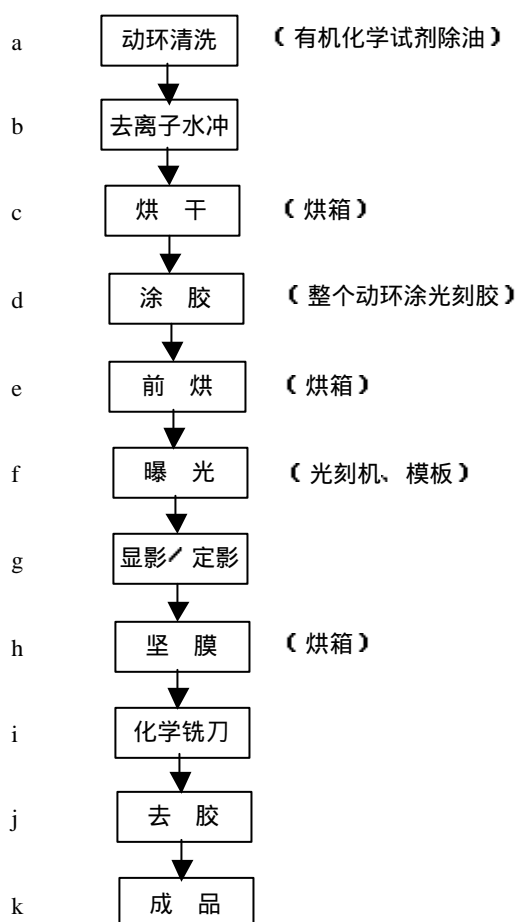 a 动环清洗 (有机化学试剂除油)
b 去离子水冲
c 烘 干 (烘箱)
d 涂 胶 (整个动环涂光刻胶)
e 前 烘 (烘箱)
f 曝 光 (光刻机、模板)
g 显影/定影
h 坚 膜 (烘箱)
i 化学铣刀
j 去 胶
k 成 品